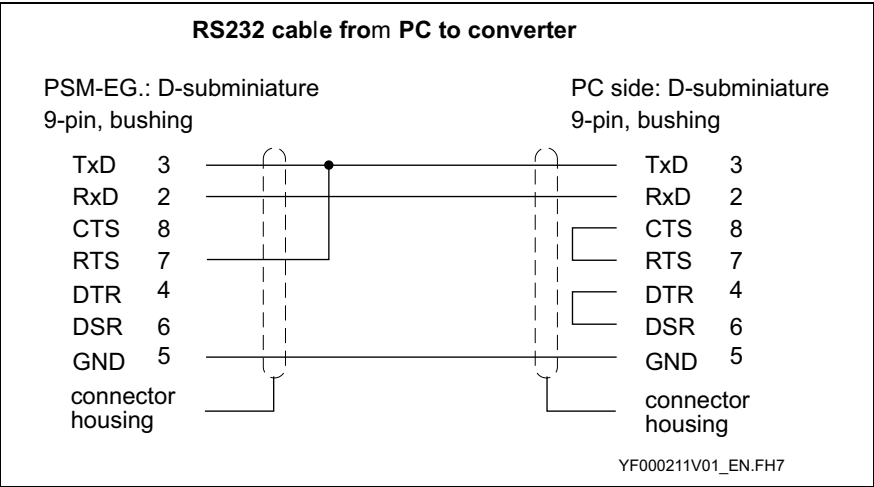 RS232 cable from PC to converter
PSM-EG.: D-subminiature
9-pin, bushing
PC side: D-subminiature
9-pin, bushing
TxD 3
RxD 2
CTS 8
RTS 7
DTR 4
DSR 6
GND 5
connector
housing
TxD 3
RxD 2
CTS 8
RTS 7
DTR 4
DSR 6
GND 5
connector
housing
YF000211V01_EN.FH7